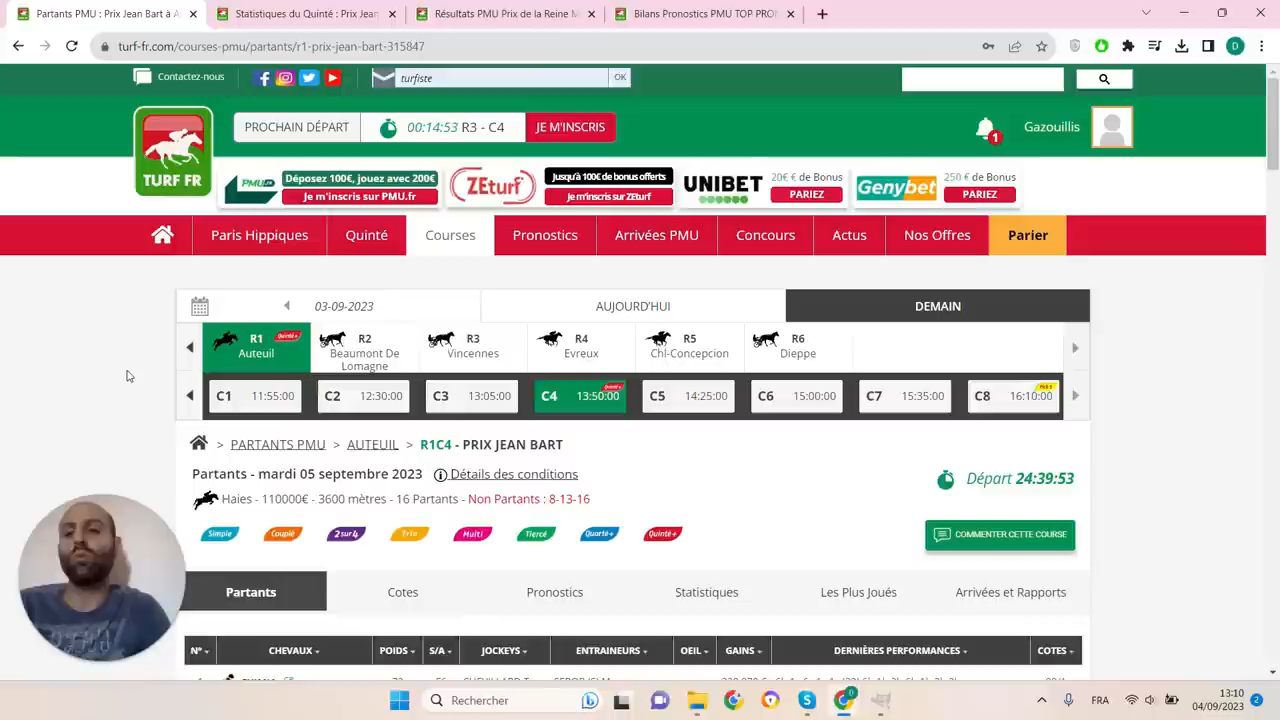 Partants PMU : Prix Jean Bart à A
Statistiques du Quinté : Prix Jean
Résultats PMU Prix de la Reine M
Bilans Pronostics PMU TOP PRO
turf-fr.com/courses-pmu/partants/r1-prix-jean-bart-315847
Contactez-nous
turfiste OK
TURF FR
PROCHAIN DÉPART 00:14:53 R3 - C4 JE M'INSCRIS
1 Gazouillis
PMU.FR Déposez 100€, jouez avec 200€ Je m'inscris sur PMU.fr
ZEturf Jusqu'à 100€ de bonus offerts Je m'inscris sur ZEturf
UNIBET 20€ € de Bonus PARIEZ
Genybet 250 € de Bonus PARIEZ
Paris Hippiques Quinté Courses Pronostics Arrivées PMU Concours Actus Nos Offres Parier
03-09-2023 AUJOURD'HUI DEMAIN
R1 Quinté+ R2 R3 R4 R5 R6
Auteuil Beaumont De Lomagne Vincennes Evreux Chl-Concepcion Dieppe
C1 11:55:00 C2 12:30:00 C3 13:05:00 C4 13:50:00 Quinté+ C5 14:25:00 C6 15:00:00 C7 15:35:00 C8 16:10:00
> PARTANTS PMU > AUTEUIL > R1C4 - PRIX JEAN BART
Partants - mardi 05 septembre 2023 Détails des conditions
Départ 24:39:53
Haies - 110000€ - 3600 mètres - 16 Partants - Non Partants : 8-13-16
Simple Couplé 2sur4 Trio Multi Tiercé Quarté+ Quinté+
COMMENTER CETTE COURSE
Partants Cotes Pronostics Statistiques Les Plus Joués Arrivées et Rapports
N° CHEVAUX POIDS S/A JOCKEYS ENTRAINEURS OEIL GAINS DERNIÈRES PERFORMANCES COTES
Rechercher
FRA
13:10
04/09/2023
2